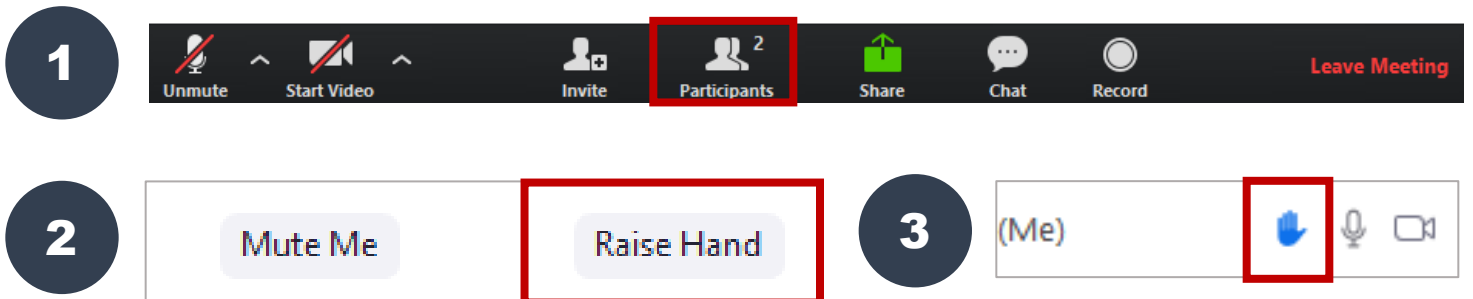 1
2
Unmute Start Video Invite Participants Share Chat Record Leave Meeting
2
Mute Me Raise Hand
3
(Me)